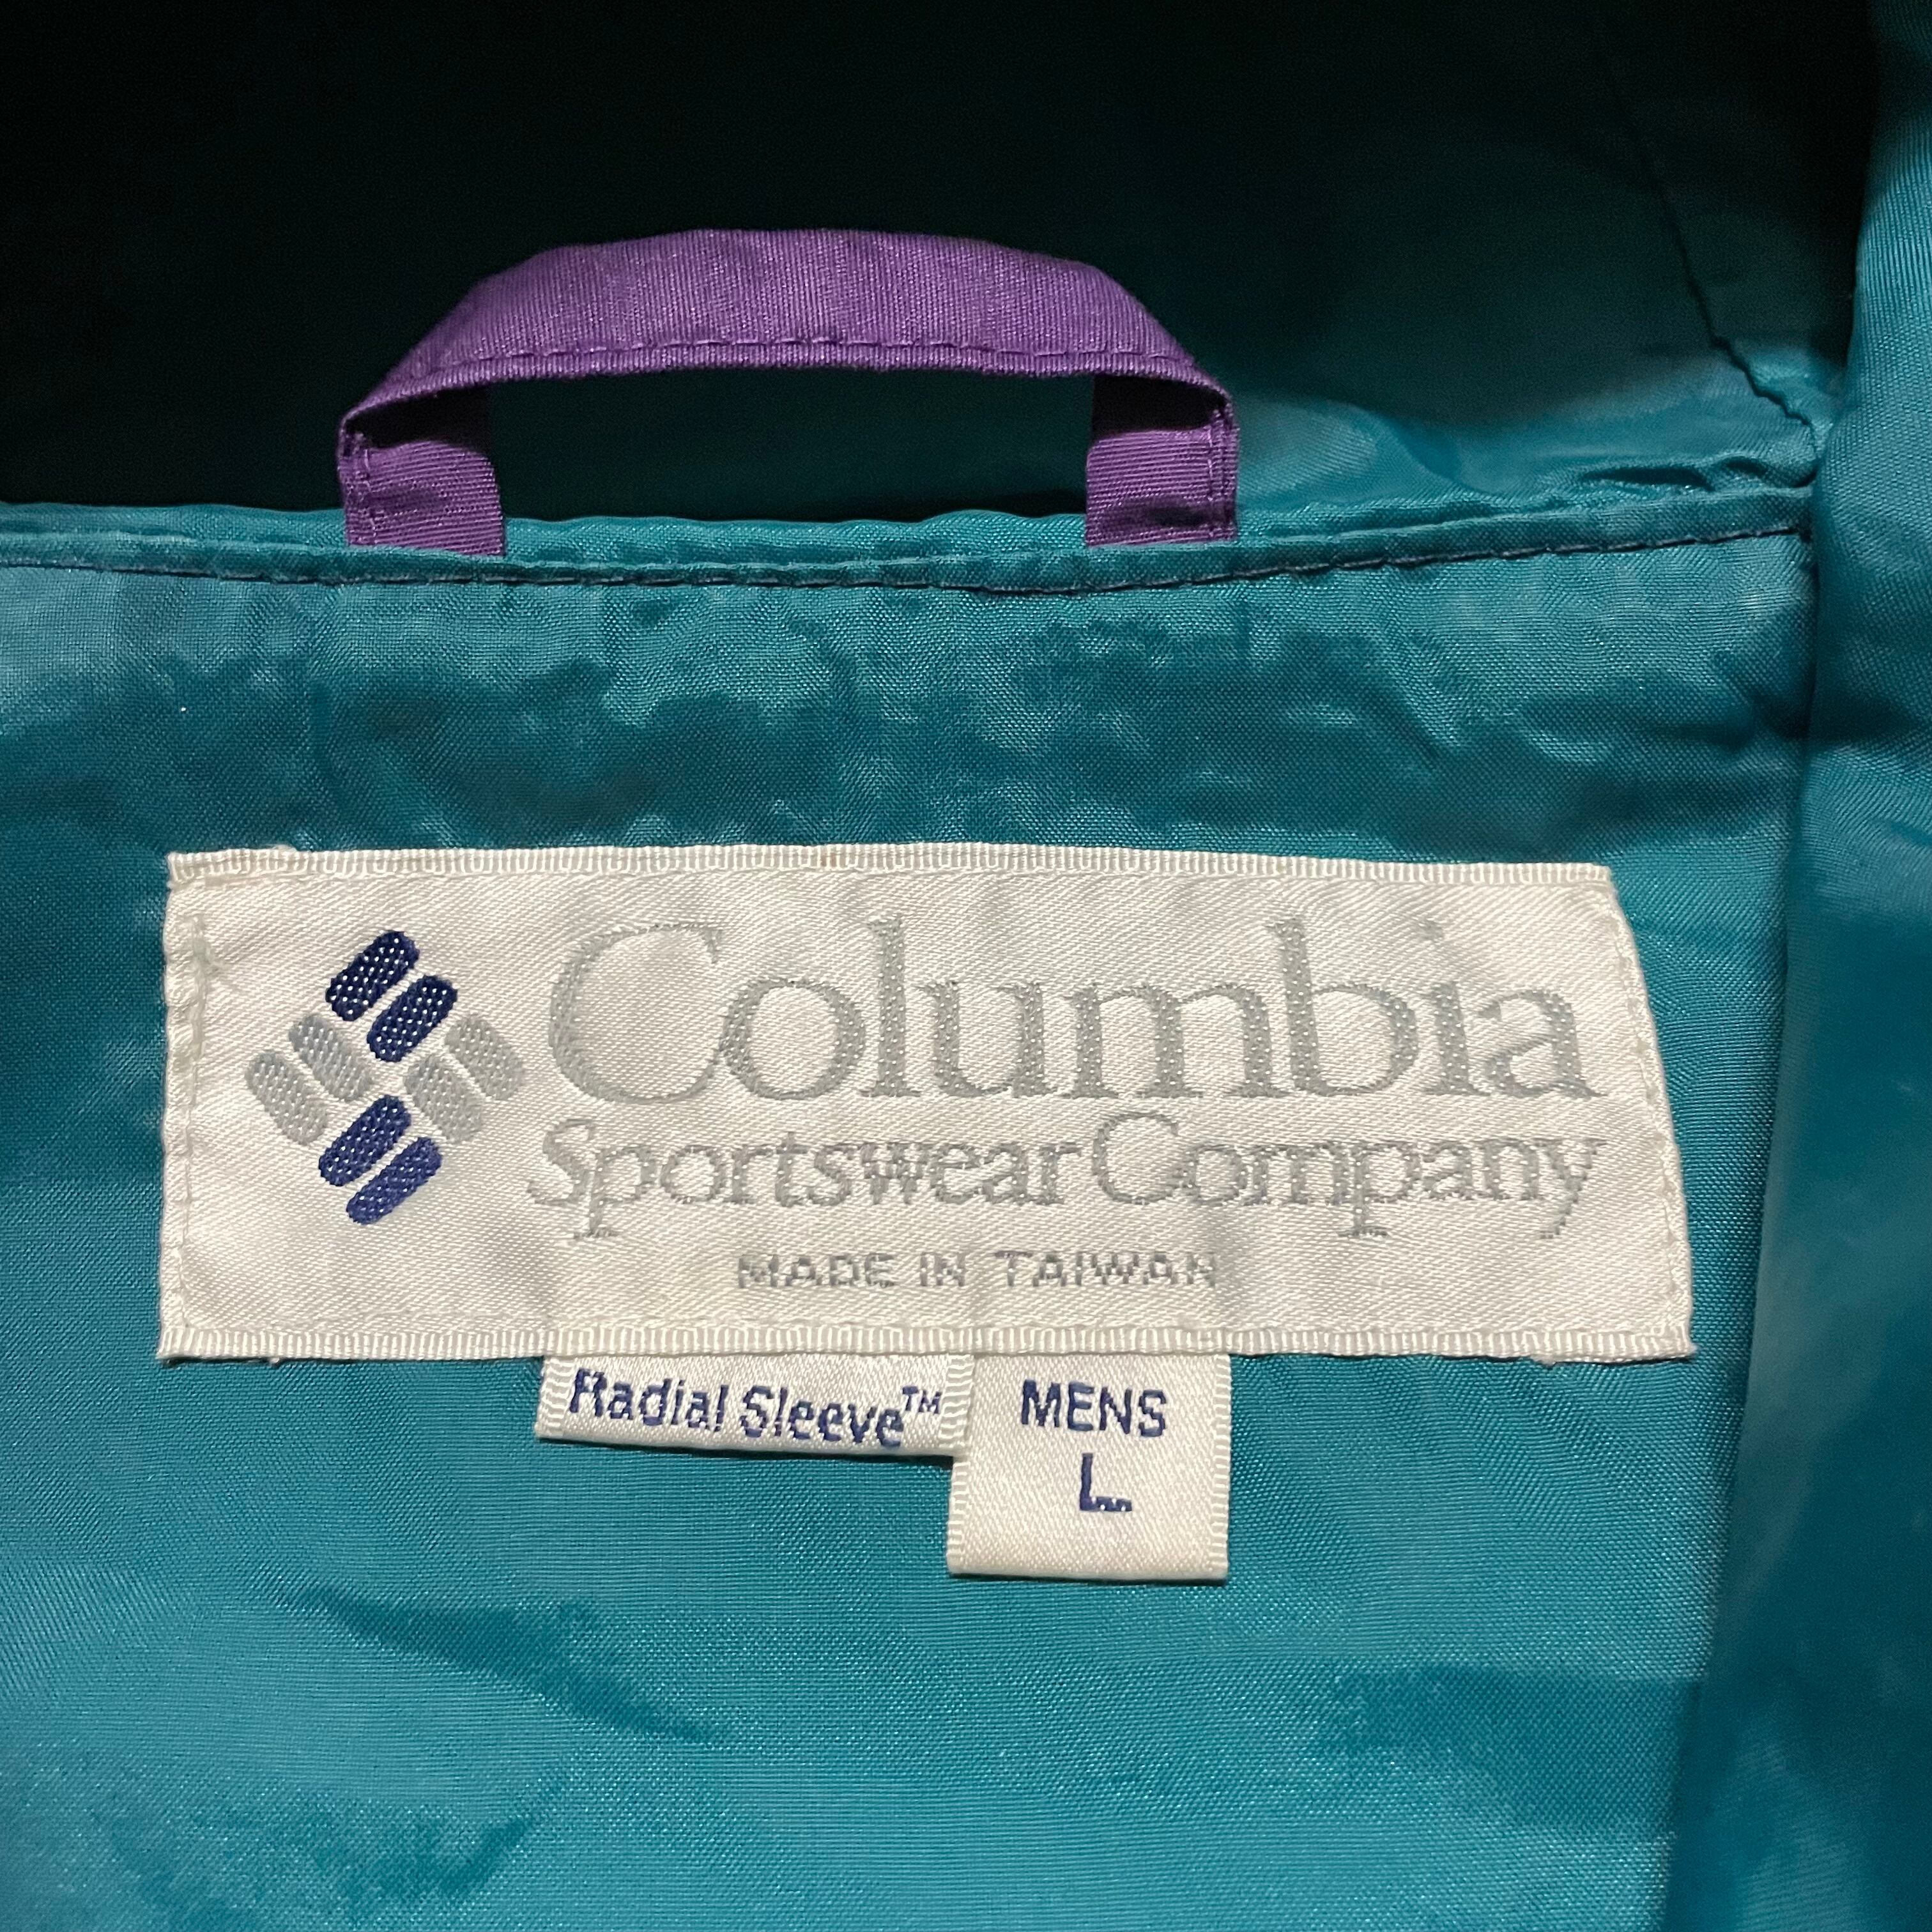 Columbia
Sportswear Company
MADE IN TAIWAN
Radial Sleeve™
MENS
L